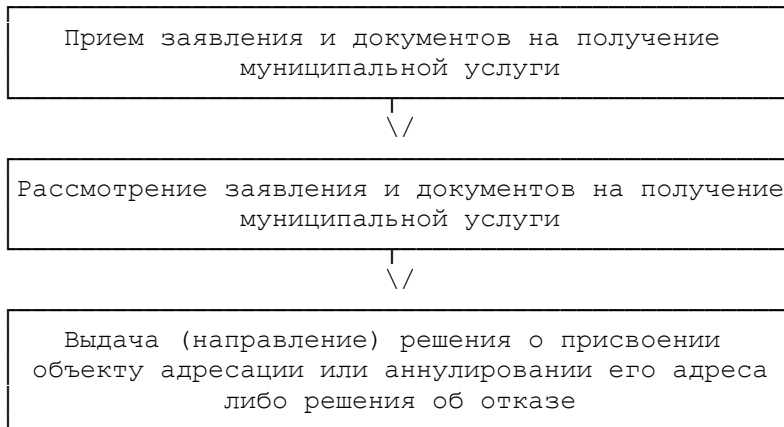 Прием заявления и документов на получение
муниципальной услуги
\/
Рассмотрение заявления и документов на получение
муниципальной услуги
\/
Выдача (направление) решения о присвоении
объекту адресации или аннулировании его адреса
либо решения об отказе